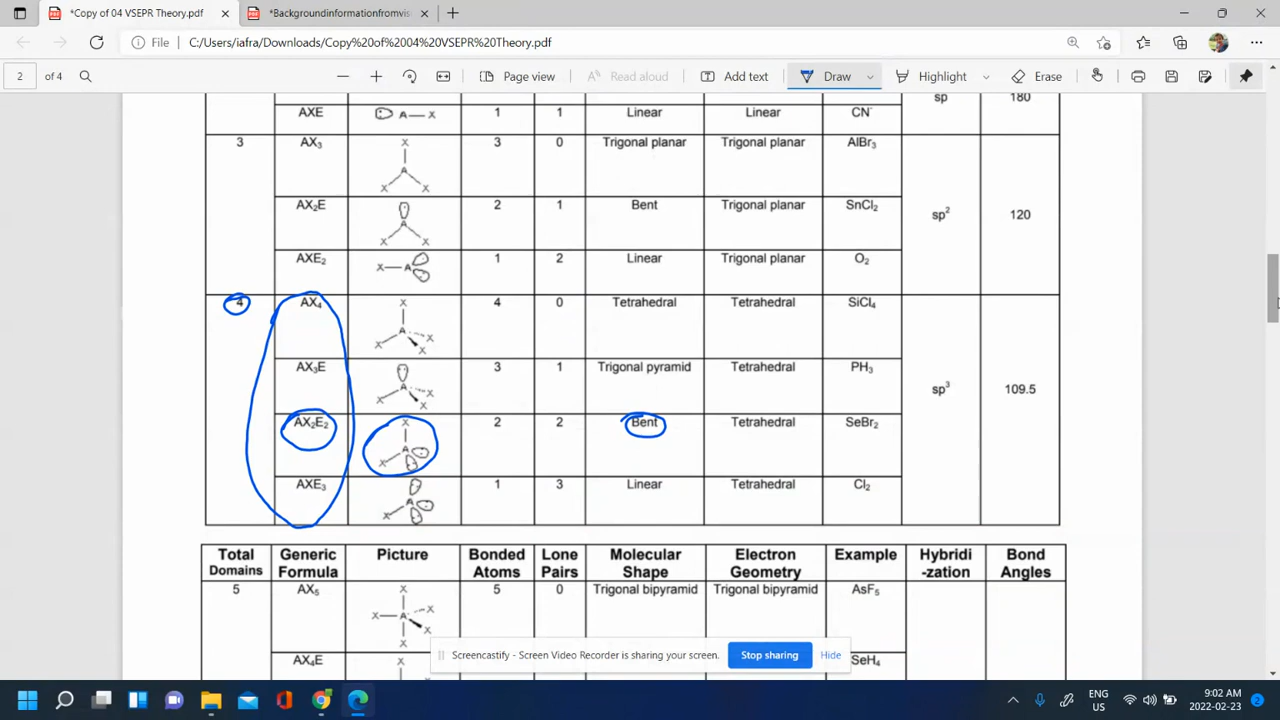 *Copy of 04 VSEPR Theory.pdf
*Backgroundinformationfromvis
File C:/Users/iafra/Downloads/Copy%20of%2004%20VSEPR%20Theory.pdf
2 of 4 Page view Read aloud Add text Draw Highlight Erase
sp 180
AXE A X 1 1 Linear Linear CN-
3 AX3 X A X X 3 0 Trigonal planar Trigonal planar AlBr3
AX2E A X X 2 1 Bent Trigonal planar SnCl2 sp2 120
AXE2 X A 1 2 Linear Trigonal planar O2
4 AX4 X A X X X 4 0 Tetrahedral Tetrahedral SiCl4
AX3E A X X X 3 1 Trigonal pyramid Tetrahedral PH3 sp3 109.5
AX2E2 X A X 2 2 Bent Tetrahedral SeBr2
AXE3 A X 1 3 Linear Tetrahedral Cl2
Total Domains Generic Formula Picture Bonded Atoms Lone Pairs Molecular Shape Electron Geometry Example Hybridi-zation Bond Angles
5 AX5 X X A X X X 5 0 Trigonal bipyramid Trigonal bipyramid AsF5
AX4E X SeH4
Screencastify - Screen Video Recorder is sharing your screen. Stop sharing Hide
ENG
US
9:02 AM
2022-02-23
2